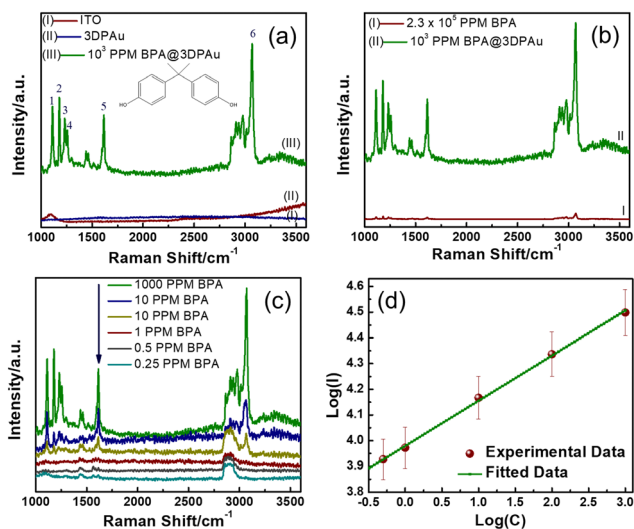 (I) ITO
(II) 3DPAu
(III) 10³ PPM BPA@3DPAu
(a)
HO
OH
1
2
3
4
5
6
(III)
(II)
(I)
Intensity/a.u.
1000 1500 2000 2500 3000 3500
Raman Shift/cm⁻¹
(I) 2.3 x 10⁵ PPM BPA
(II) 10³ PPM BPA@3DPAu
(b)
II
I
Intensity/a.u.
1000 1500 2000 2500 3000 3500
Raman Shift/cm⁻¹
1000 PPM BPA
10 PPM BPA
10 PPM BPA
1 PPM BPA
0.5 PPM BPA
0.25 PPM BPA
(c)
Intensity/a.u.
1000 1500 2000 2500 3000 3500
Raman Shift/cm⁻¹
(d)
4.6
4.5
4.4
4.3
4.2
4.1
4.0
3.9
3.8
Log(I)
Experimental Data
Fitted Data
-0.5 0.0 0.5 1.0 1.5 2.0 2.5 3.0
Log(C)